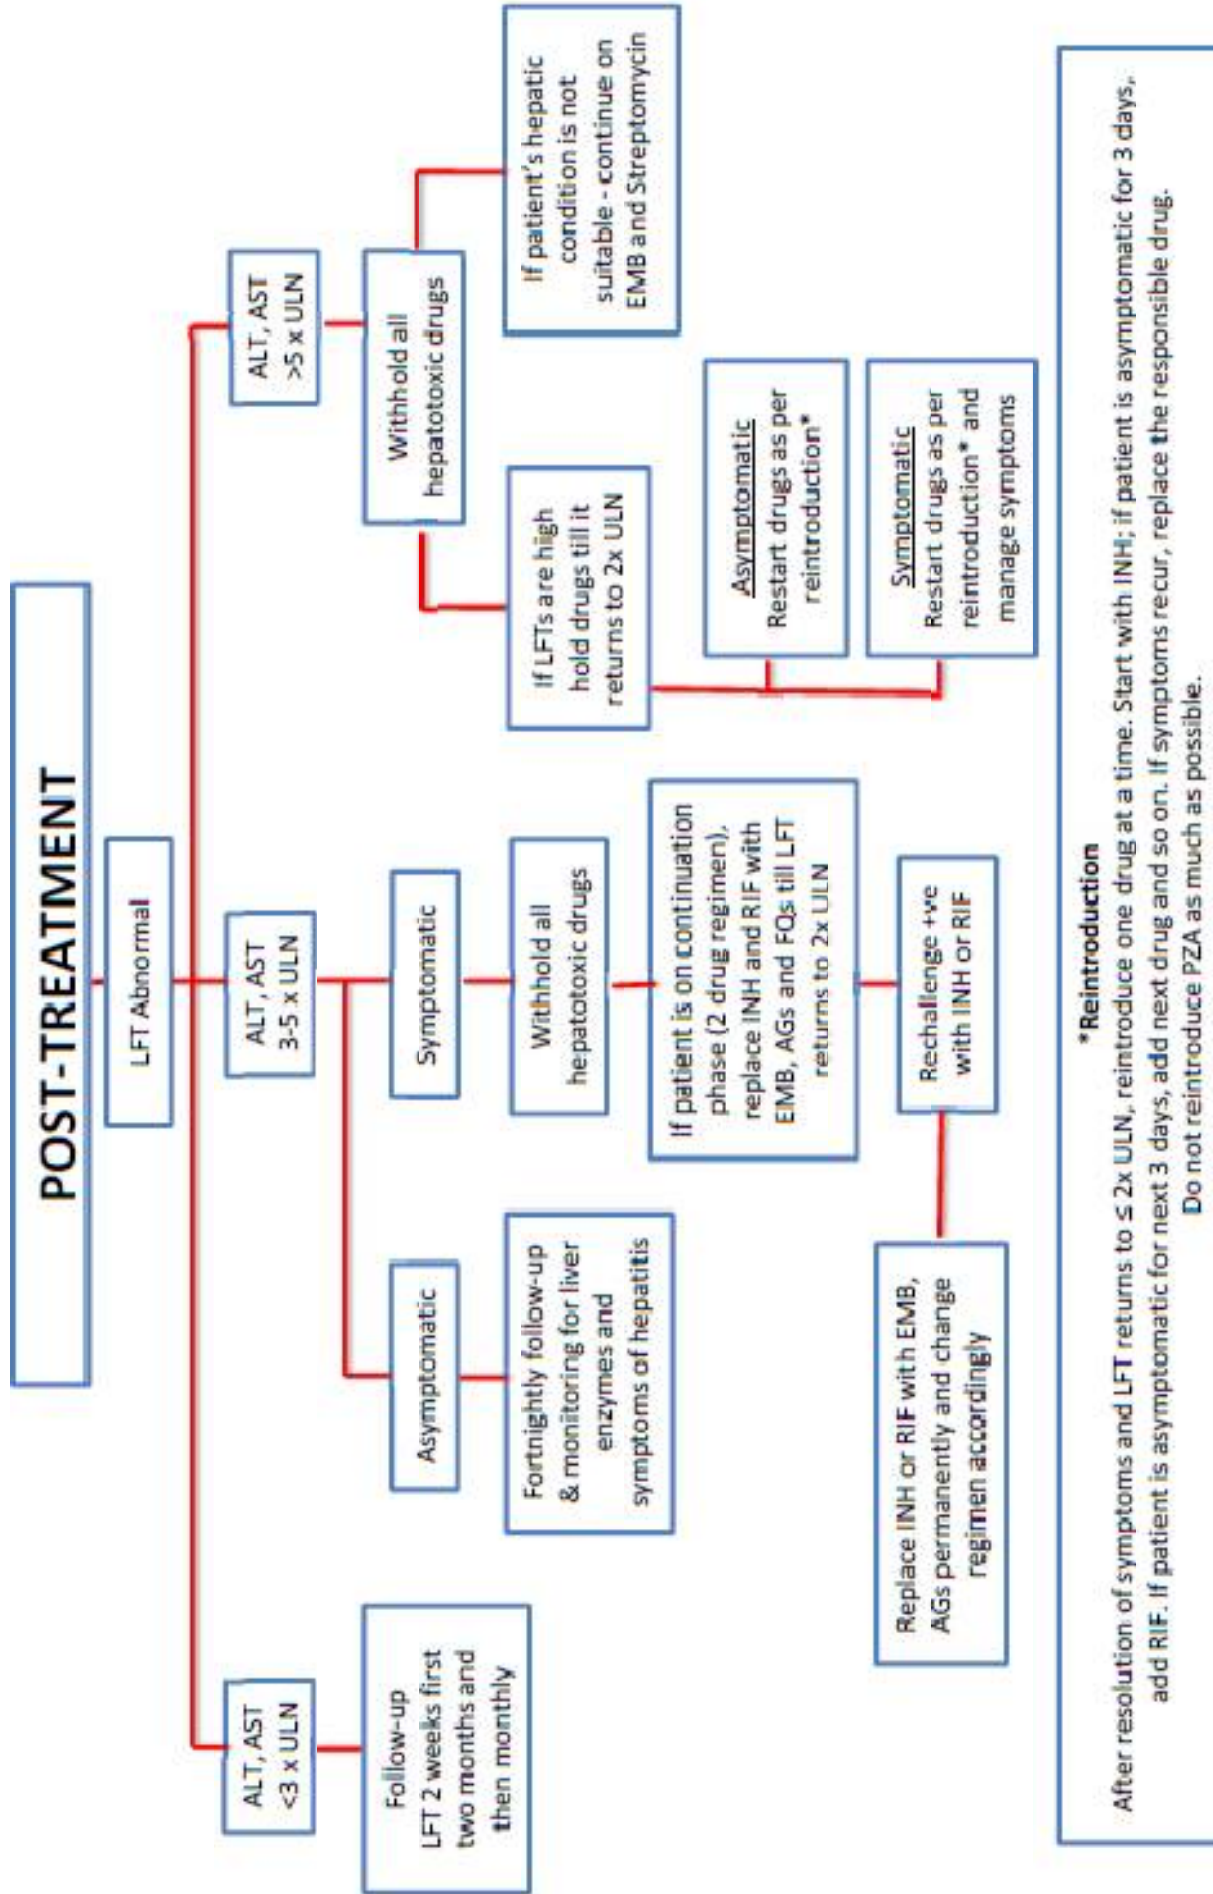 POST-TREATMENT
LFT Abnormal
ALT, AST
<3 x ULN
Follow-up
LFT 2 weeks first
two months and
then monthly
ALT, AST
3-5 x ULN
Asymptomatic
Fortnightly follow-up
& monitoring for liver
enzymes and
symptoms of hepatitis
Symptomatic
Withhold all
hepatotoxic drugs
If patient is on continuation
phase (2 drug regimen),
replace INH and RIF with
EMB, AGs and FQs till LFT
returns to 2x ULN
Rechallenge +ve
with INH or RIF
Replace INH or RIF with EMB,
AGs permanently and change
regimen accordingly
ALT, AST
>5 x ULN
Withhold all
hepatotoxic drugs
If LFTs are high
hold drugs till it
returns to 2x ULN
Asymptomatic
Restart drugs as per
reintroduction*
Symptomatic
Restart drugs as per
reintroduction* and
manage symptoms
If patient's hepatic
condition is not
suitable - continue on
EMB and Streptomycin
*Reintroduction
After resolution of symptoms and LFT returns to ≤ 2x ULN, reintroduce one drug at a time. Start with INH; if patient is asymptomatic for 3 days,
add RIF. If patient is asymptomatic for next 3 days, add next drug and so on. If symptoms recur, replace the responsible drug.
Do not reintroduce PZA as much as possible.